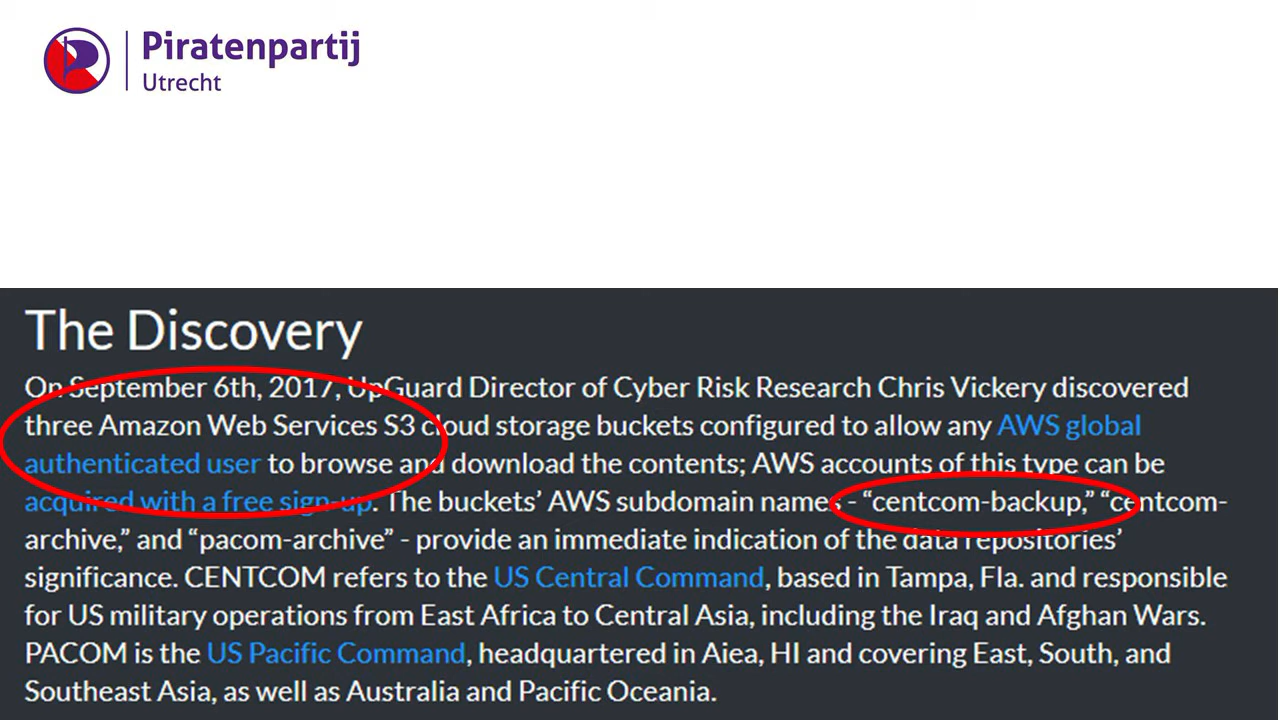 Piratenpartij
Utrecht
The Discovery
On September 6th, 2017, UpGuard Director of Cyber Risk Research Chris Vickery discovered
three Amazon Web Services S3 cloud storage buckets configured to allow any AWS global
authenticated user to browse and download the contents; AWS accounts of this type can be
acquired with a free sign-up. The buckets’ AWS subdomain names - “centcom-backup,” “centcom-
archive,” and “pacom-archive” - provide an immediate indication of the data repositories’
significance. CENTCOM refers to the US Central Command, based in Tampa, Fla. and responsible
for US military operations from East Africa to Central Asia, including the Iraq and Afghan Wars.
PACOM is the US Pacific Command, headquartered in Aiea, HI and covering East, South, and
Southeast Asia, as well as Australia and Pacific Oceania.